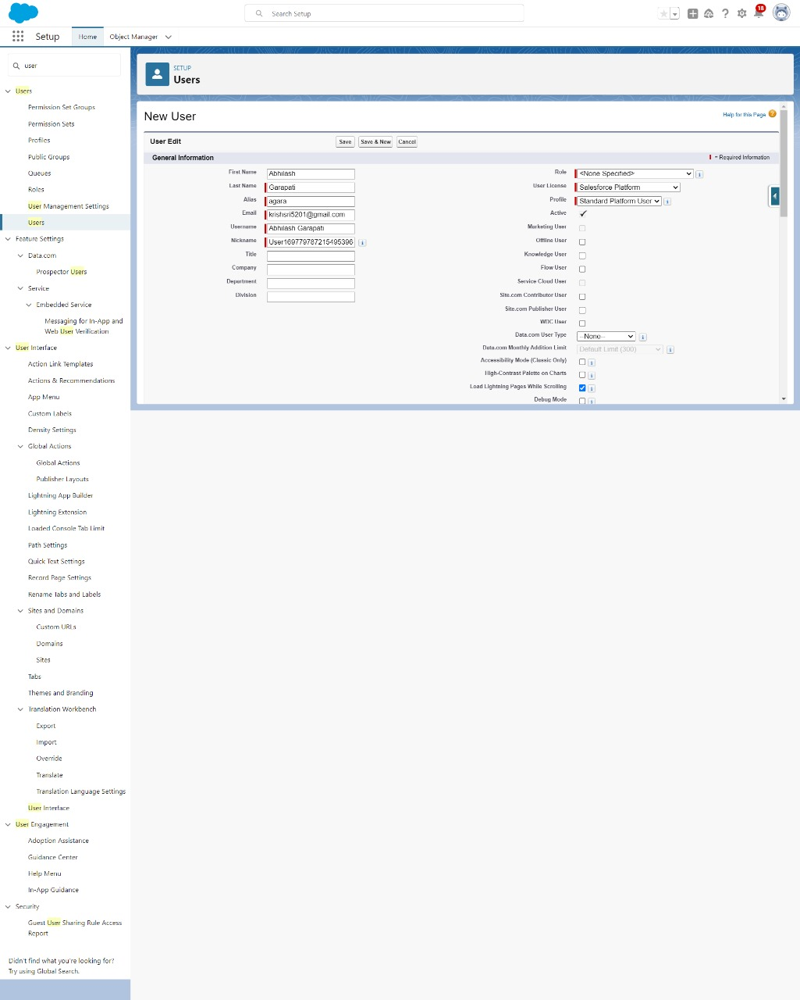 Search Setup
18
Setup
Home
Object Manager
user
SETUP
Users
Users
Permission Set Groups
Permission Sets
Profiles
Public Groups
Queues
Roles
User Management Settings
Users
Feature Settings
Data.com
Prospector Users
Service
Embedded Service
Messaging for In-App and
Web User Verification
User Interface
Action Link Templates
Actions & Recommendations
App Menu
Custom Labels
Density Settings
Global Actions
Global Actions
Publisher Layouts
Lightning App Builder
Lightning Extension
Loaded Console Tab Limit
Path Settings
Quick Text Settings
Record Page Settings
Rename Tabs and Labels
Sites and Domains
Custom URLs
Domains
Sites
Tabs
Themes and Branding
Translation Workbench
Export
Import
Override
Translate
Translation Language Settings
User Interface
User Engagement
Adoption Assistance
Guidance Center
Help Menu
In-App Guidance
Security
Guest User Sharing Rule Access
Report
Didn't find what you're looking for?
Try using Global Search.
New User
Help for this Page
User Edit
Save
Save & New
Cancel
General Information
= Required Information
First Name Abhilash
Last Name Garapati
Alias agara
Email krishsri5201@gmail.com
Username Abhilash Garapati
Nickname User169779787215495396
Title
Company
Department
Division
Role <None Specified>
User License Salesforce Platform
Profile Standard Platform User
Active
Marketing User
Offline User
Knowledge User
Flow User
Service Cloud User
Site.com Contributor User
Site.com Publisher User
WDC User
Data.com User Type --None--
Data.com Monthly Addition Limit Default Limit (300)
Accessibility Mode (Classic Only)
High-Contrast Palette on Charts
Load Lightning Pages While Scrolling
Debug Mode